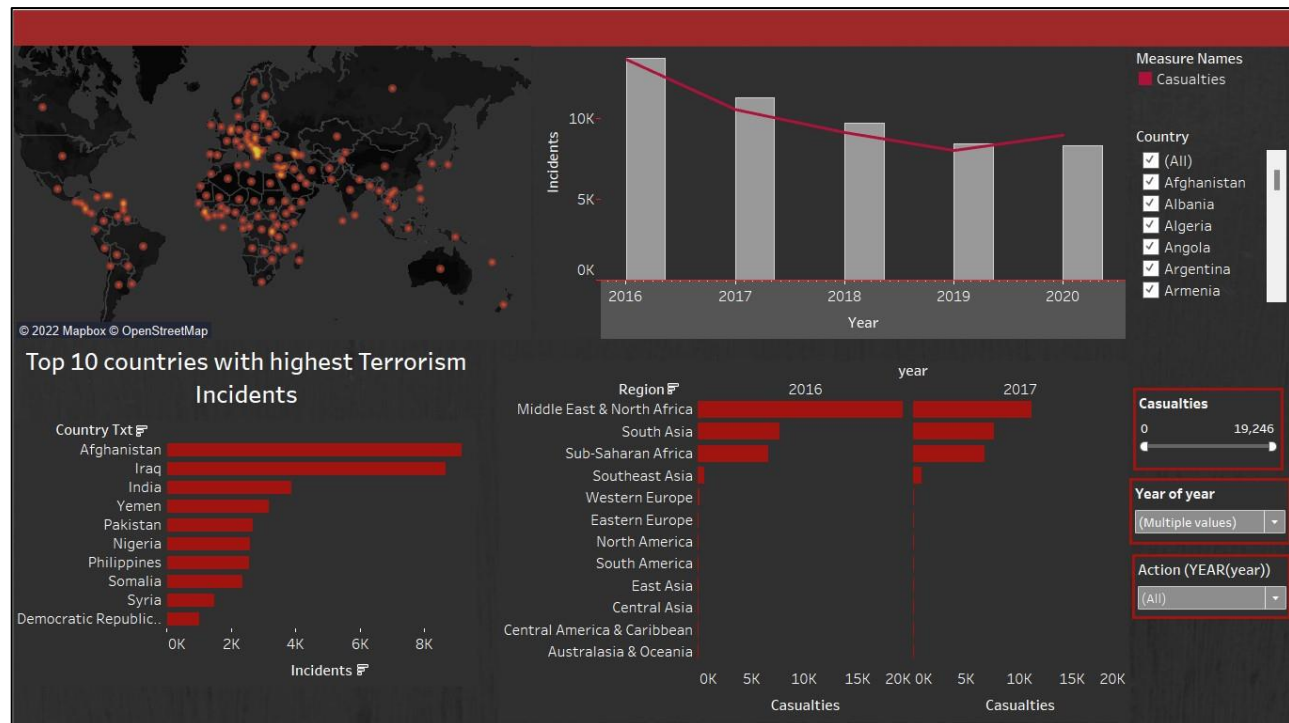 © 2022 Mapbox © OpenStreetMap
Incidents
10K
5K
0K
2016
2017
2018
2019
2020
Year
Measure Names
Casualties
Country
(All)
Afghanistan
Albania
Algeria
Angola
Argentina
Armenia
Top 10 countries with highest Terrorism
Incidents
Country Txt
Afghanistan
Iraq
India
Yemen
Pakistan
Nigeria
Philippines
Somalia
Syria
Democratic Republic..
0K 2K 4K 6K 8K
Incidents
year
Region 2016 2017
Middle East & North Africa
South Asia
Sub-Saharan Africa
Southeast Asia
Western Europe
Eastern Europe
North America
South America
East Asia
Central Asia
Central America & Caribbean
Australasia & Oceania
0K 5K 10K 15K 20K 0K 5K 10K 15K 20K
Casualties Casualties
Casualties
0 19,246
Year of year
(Multiple values)
Action (YEAR(year))
(All)